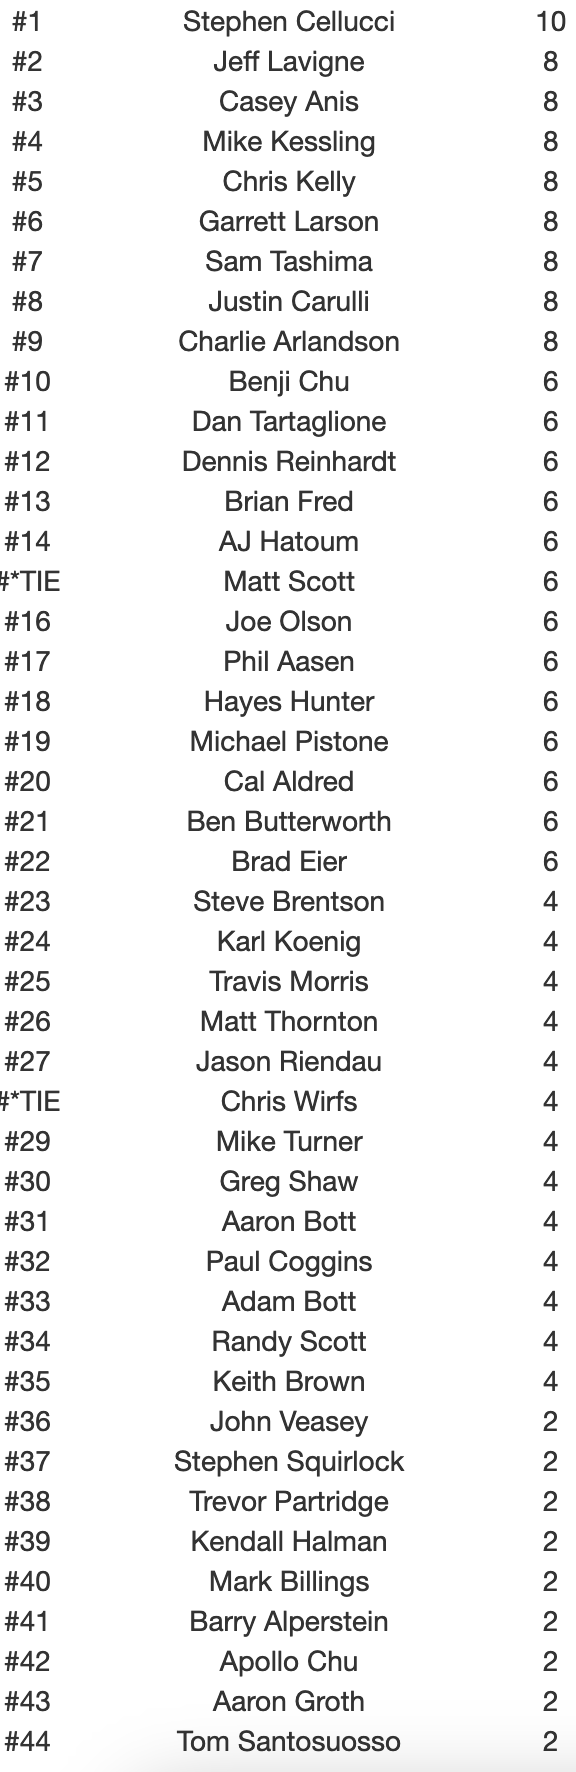 #1 Stephen Cellucci 10
#2 Jeff Lavigne 8
#3 Casey Anis 8
#4 Mike Kessling 8
#5 Chris Kelly 8
#6 Garrett Larson 8
#7 Sam Tashima 8
#8 Justin Carulli 8
#9 Charlie Arlandson 8
#10 Benji Chu 6
#11 Dan Tartaglione 6
#12 Dennis Reinhardt 6
#13 Brian Fred 6
#14 AJ Hatoum 6
#*TIE Matt Scott 6
#16 Joe Olson 6
#17 Phil Aasen 6
#18 Hayes Hunter 6
#19 Michael Pistone 6
#20 Cal Aldred 6
#21 Ben Butterworth 6
#22 Brad Eier 6
#23 Steve Brentson 4
#24 Karl Koenig 4
#25 Travis Morris 4
#26 Matt Thornton 4
#27 Jason Riendau 4
#*TIE Chris Wirfs 4
#29 Mike Turner 4
#30 Greg Shaw 4
#31 Aaron Bott 4
#32 Paul Coggins 4
#33 Adam Bott 4
#34 Randy Scott 4
#35 Keith Brown 4
#36 John Veasey 2
#37 Stephen Squirlock 2
#38 Trevor Partridge 2
#39 Kendall Halman 2
#40 Mark Billings 2
#41 Barry Alperstein 2
#42 Apollo Chu 2
#43 Aaron Groth 2
#44 Tom Santosuosso 2